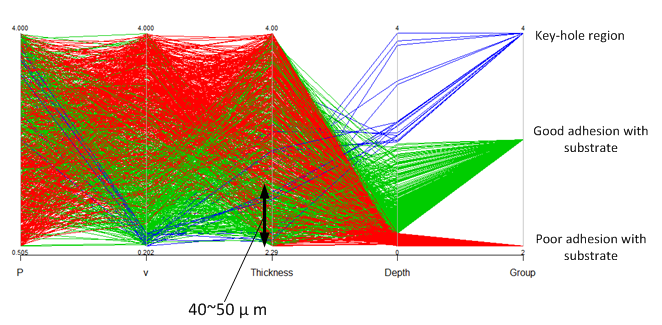 4.000 4.000 4.00 4 4
Key-hole region
Good adhesion with
substrate
Poor adhesion with
substrate
0.505 0.202 2.29 0 2
P v Thickness Depth Group
40~50 μ m